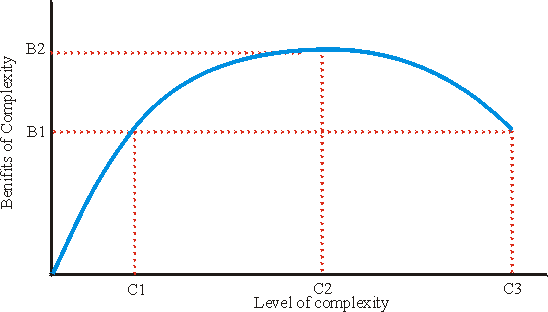 B2
B1
Benifits of Complexity
C1
C2
C3
Level of complexity